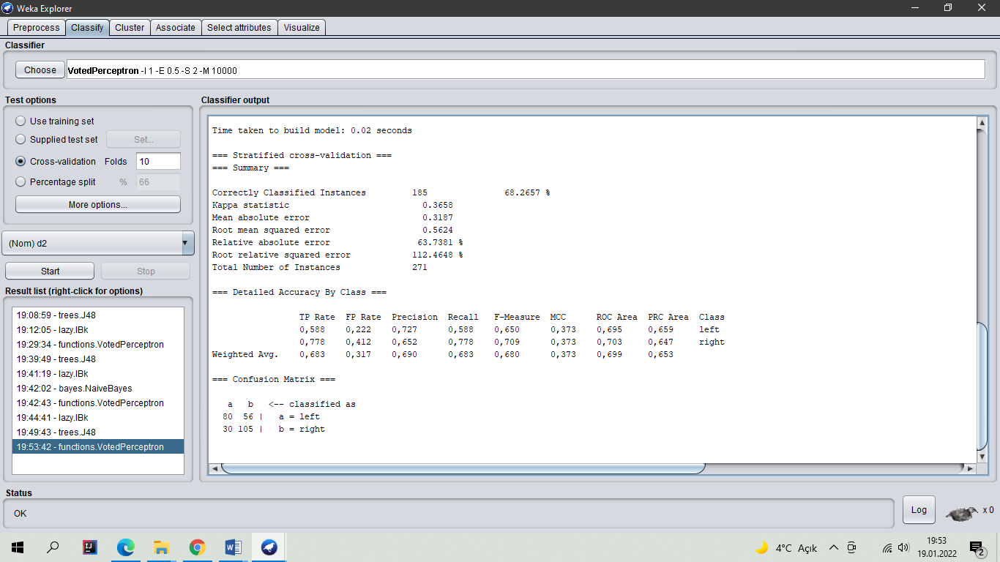 Weka Explorer
Preprocess Classify Cluster Associate Select attributes Visualize
Classifier
Choose VotedPerceptron -I 1 -E 0.5 -S 2 -M 10000
Test options
Use training set
Supplied test set Set...
Cross-validation Folds 10
Percentage split % 66
More options...
(Nom) d2
Start Stop
Result list (right-click for options)
19:08:59 - trees.J48
19:12:05 - lazy.IBk
19:29:34 - functions.VotedPerceptron
19:39:49 - trees.J48
19:41:19 - lazy.IBk
19:42:02 - bayes.NaiveBayes
19:42:43 - functions.VotedPerceptron
19:44:41 - lazy.IBk
19:49:43 - trees.J48
19:53:42 - functions.VotedPerceptron
Classifier output
Time taken to build model: 0.02 seconds
=== Stratified cross-validation ===
=== Summary ===
Correctly Classified Instances 185 68.2657 %
Kappa statistic 0.3658
Mean absolute error 0.3187
Root mean squared error 0.5624
Relative absolute error 63.7381 %
Root relative squared error 112.4648 %
Total Number of Instances 271
=== Detailed Accuracy By Class ===
TP Rate FP Rate Precision Recall F-Measure MCC ROC Area PRC Area Class
0,588 0,222 0,727 0,588 0,650 0,373 0,695 0,659 left
0,778 0,412 0,652 0,778 0,709 0,373 0,703 0,647 right
Weighted Avg. 0,683 0,317 0,690 0,683 0,680 0,373 0,699 0,653
=== Confusion Matrix ===
a b <-- classified as
80 56 | a = left
30 105 | b = right
Status
OK
Log
x 0
4°C Açık
19:53
19.01.2022
2